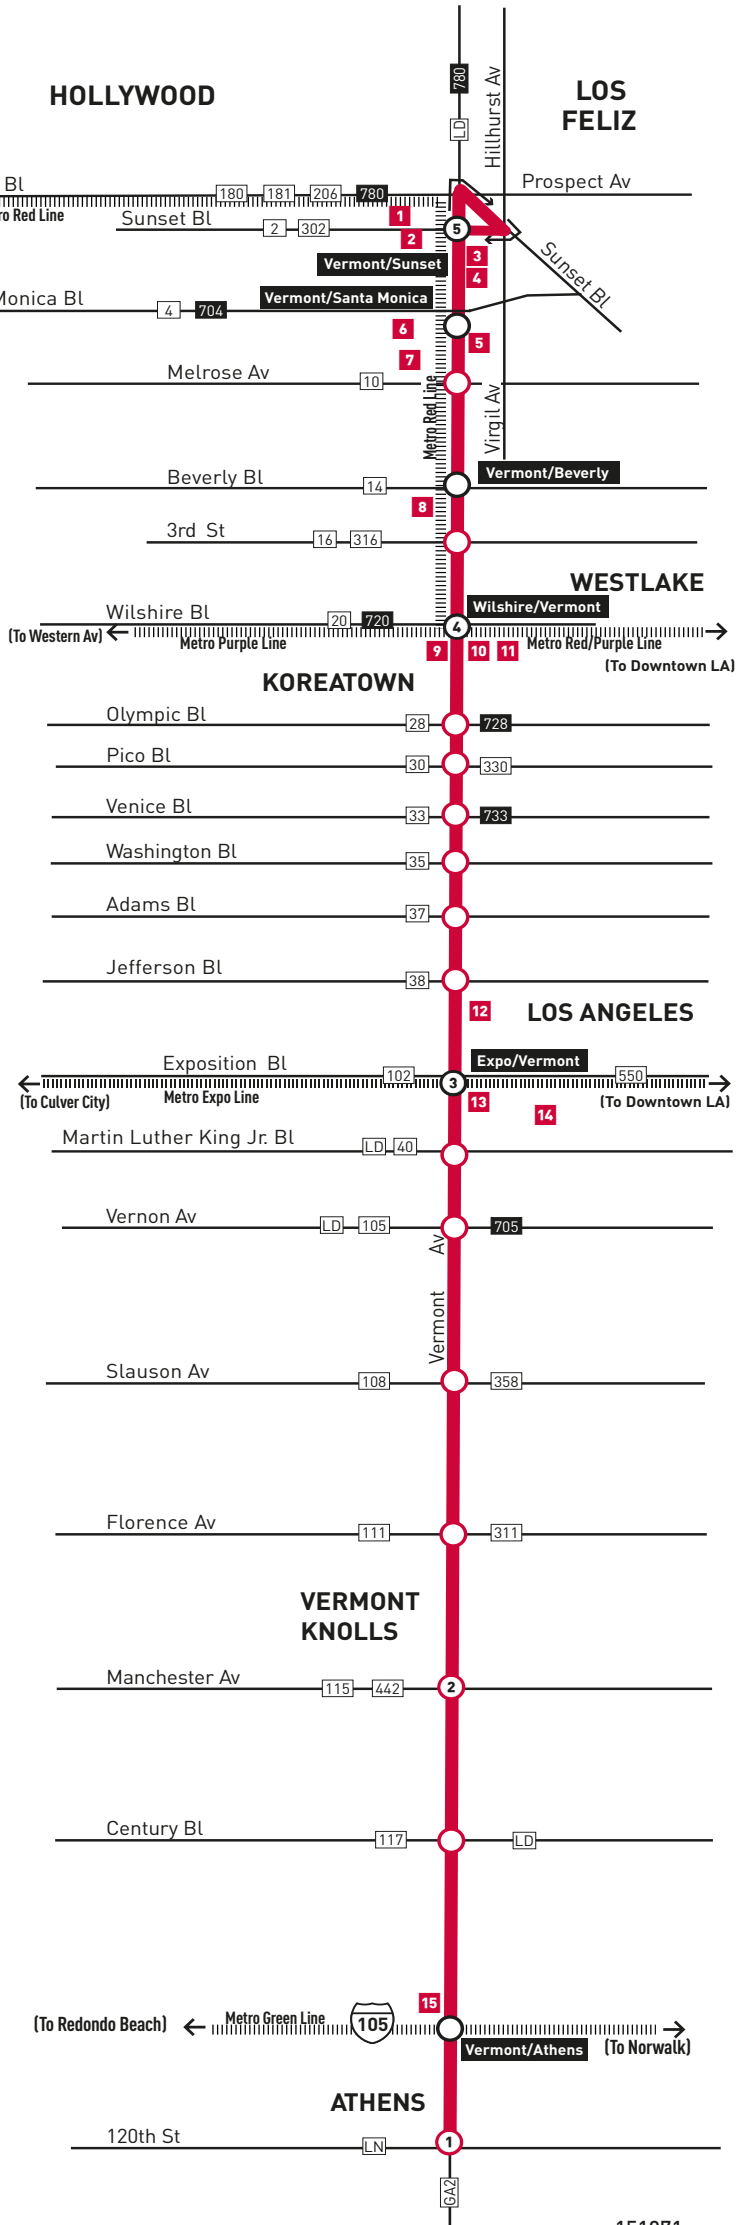 780
HOLLYWOOD
LOS
FELIZ
Hillhurst Av
LD
Bl
180 181 206 780
Prospect Av
ro Red Line
1
Sunset Bl
2 302
2
5
Sunset Bl
Vermont/Sunset
3
4
Monica Bl
4 704
Vermont/Santa Monica
6
5
7
Melrose Av
10
Metro Red Line
Virgil Av
Beverly Bl
14
Vermont/Beverly
8
3rd St
16 316
WESTLAKE
Wilshire Bl
20 720
4
Wilshire/Vermont
(To Western Av)
Metro Purple Line
9
10
11
Metro Red/Purple Line
(To Downtown LA)
KOREATOWN
Olympic Bl
28
728
Pico Bl
30
330
Venice Bl
33
733
Washington Bl
35
Adams Bl
37
Jefferson Bl
38
12
LOS ANGELES
Exposition Bl
102
3
Expo/Vermont
550
(To Culver City)
Metro Expo Line
13
14
(To Downtown LA)
Martin Luther King Jr. Bl
LD 40
Vernon Av
LD 105
705
Vermont Av
Slauson Av
108
358
Florence Av
111
311
VERMONT
KNOLLS
Manchester Av
115 442
2
Century Bl
117
LD
15
(To Redondo Beach)
Metro Green Line
105
Vermont/Athens
(To Norwalk)
ATHENS
120th St
LN
1
GA2